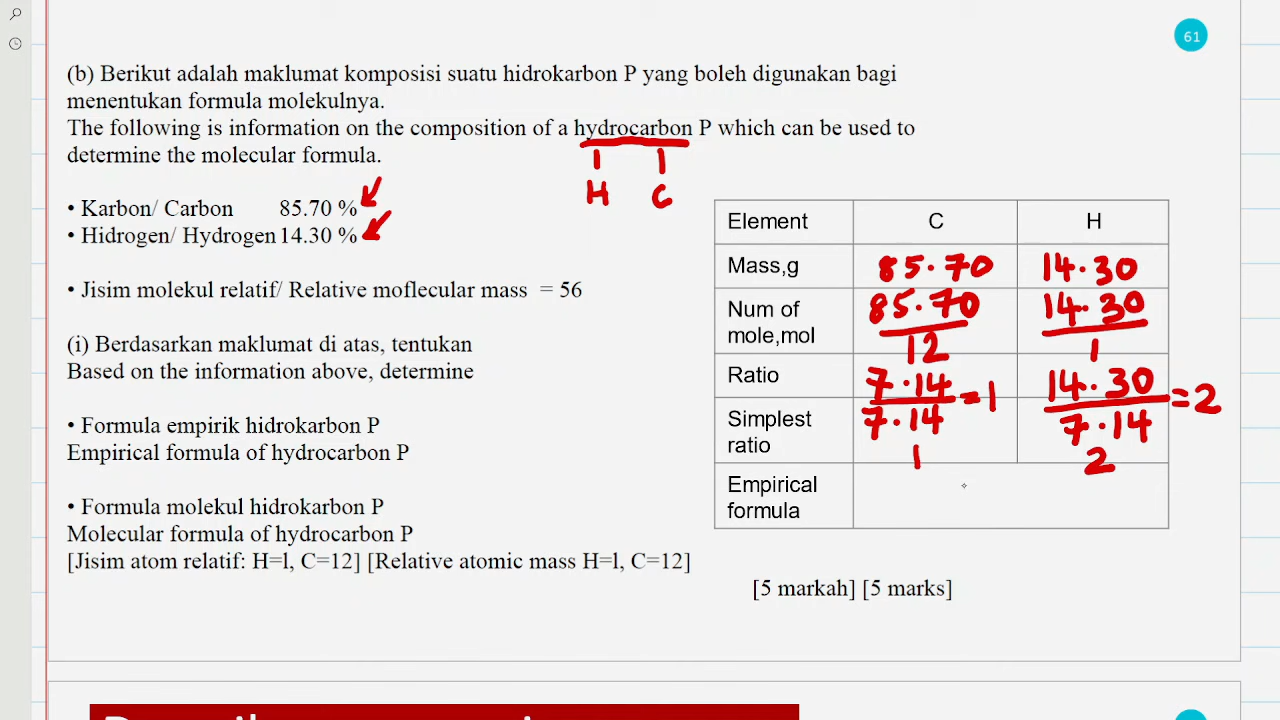 61
(b) Berikut adalah maklumat komposisi suatu hidrokarbon P yang boleh digunakan bagi
menentukan formula molekulnya.
The following is information on the composition of a hydrocarbon P which can be used to
determine the molecular formula.
H C
• Karbon/ Carbon 85.70 %
• Hidrogen/ Hydrogen 14.30 %
• Jisim molekul relatif/ Relative moflecular mass = 56
(i) Berdasarkan maklumat di atas, tentukan
Based on the information above, determine
• Formula empirik hidrokarbon P
Empirical formula of hydrocarbon P
• Formula molekul hidrokarbon P
Molecular formula of hydrocarbon P
[Jisim atom relatif: H=l, C=12] [Relative atomic mass H=l, C=12]
Element C H
Mass,g 85.70 14.30
Num of 85.70 14.30
mole,mol 12 1
Ratio 7.14 14.30
=1 =2
Simplest 7.14 7.14
ratio 1 2
Empirical
formula
[5 markah] [5 marks]